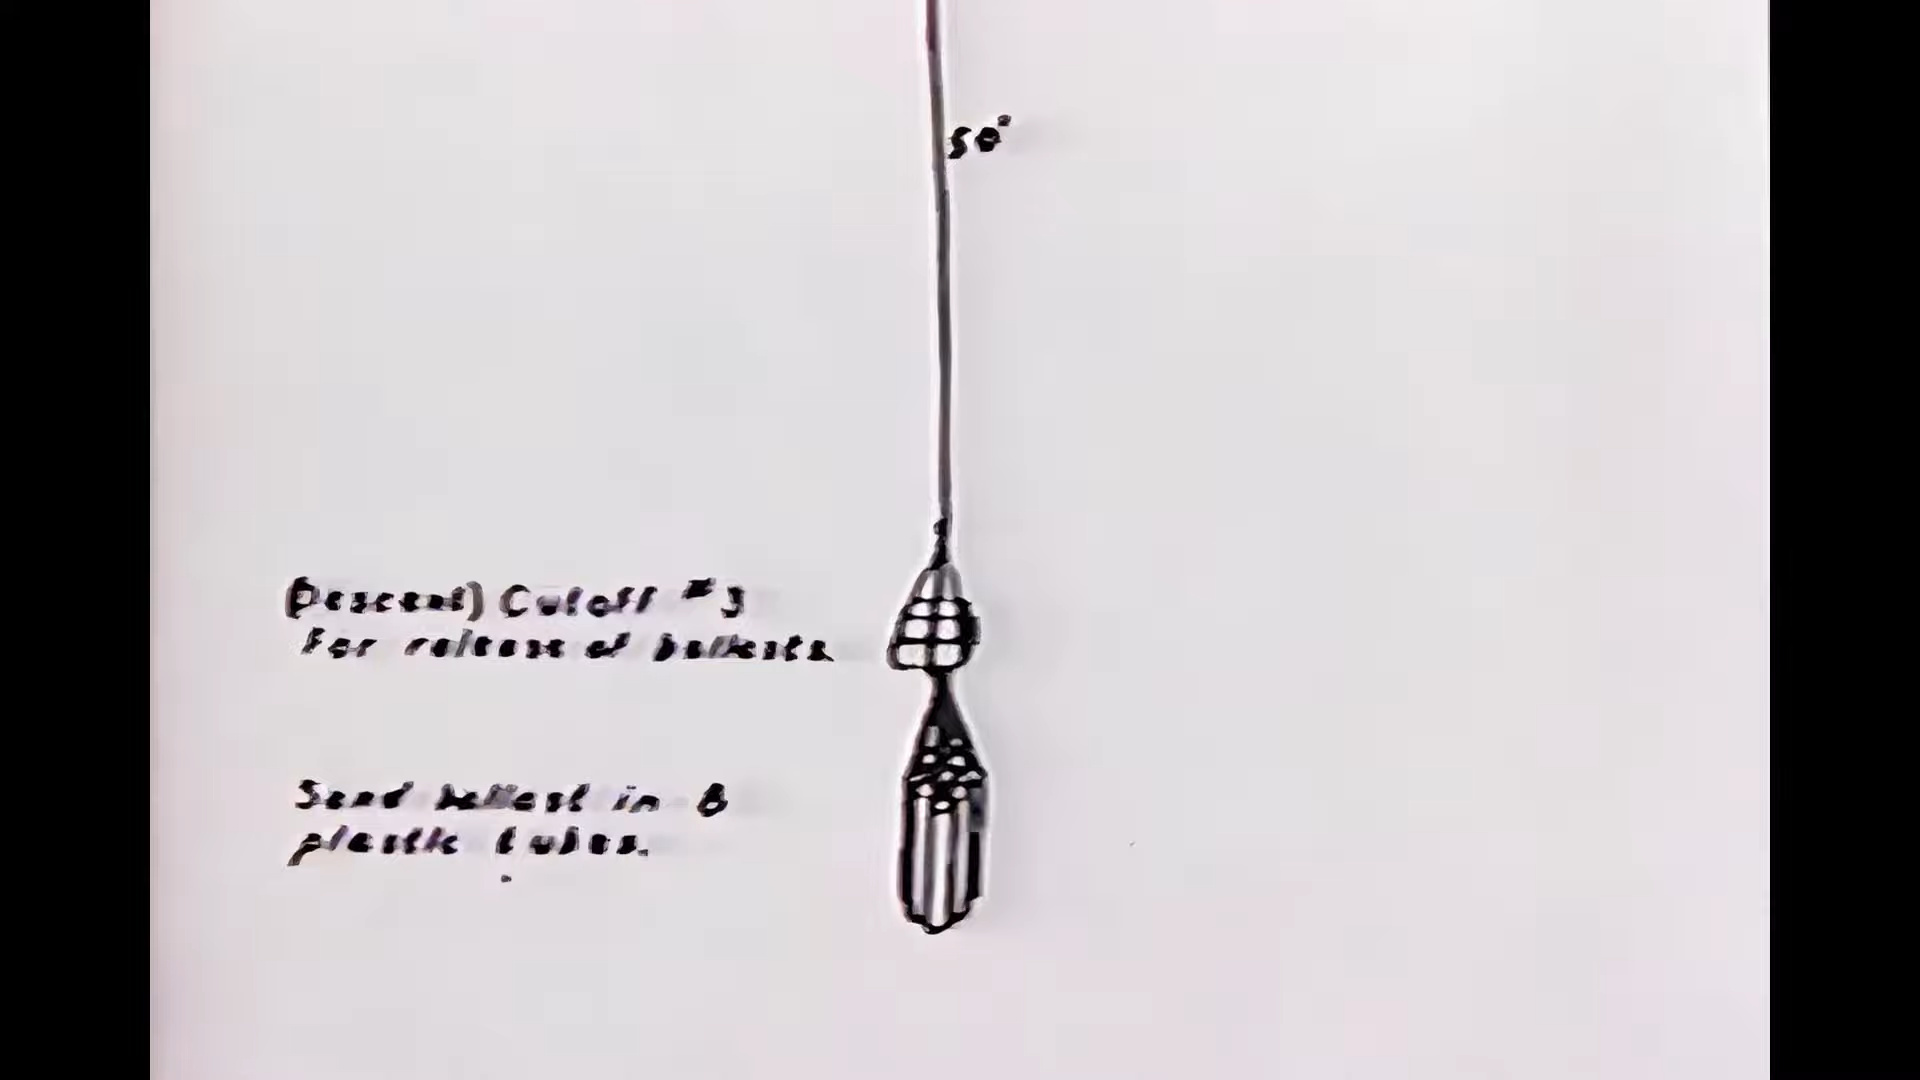 50'
(Descent) Cutoff #3
For release of ballasts
Sand ballast in 8
plastic tubes.